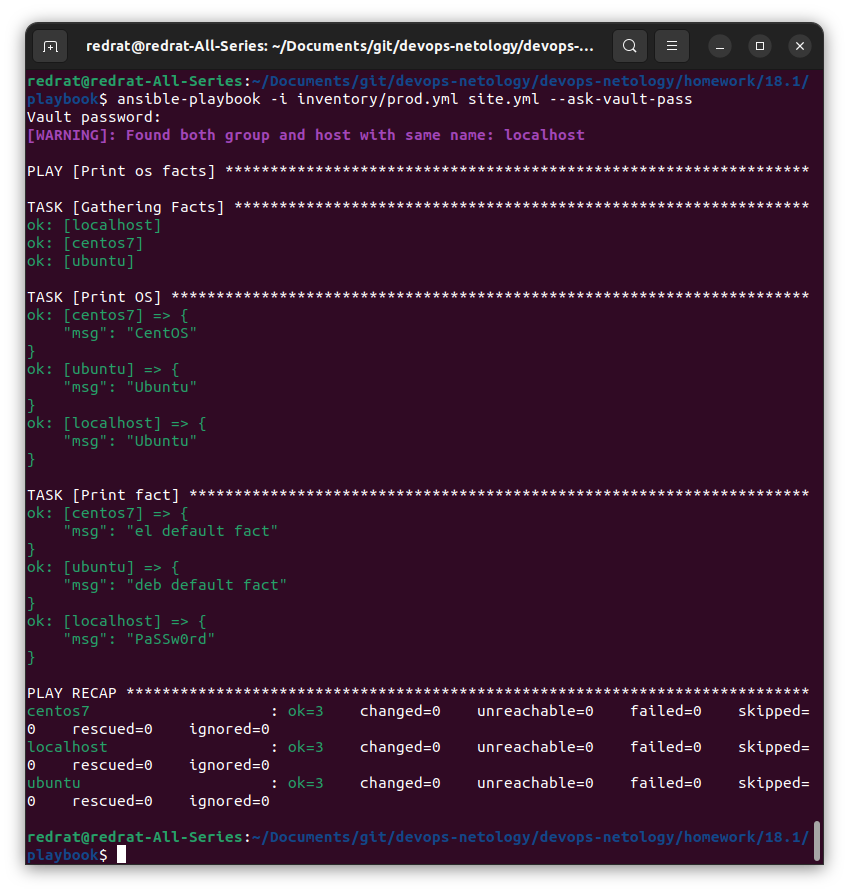 redrat@redrat-All-Series: ~/Documents/git/devops-netology/devops-...
redrat@redrat-All-Series:~/Documents/git/devops-netology/devops-netology/homework/18.1/
playbook$ ansible-playbook -i inventory/prod.yml site.yml --ask-vault-pass
Vault password:
[WARNING]: Found both group and host with same name: localhost

PLAY [Print os facts] *****************************************************************

TASK [Gathering Facts] ****************************************************************
ok: [localhost]
ok: [centos7]
ok: [ubuntu]

TASK [Print OS] ***********************************************************************
ok: [centos7] => {
    "msg": "CentOS"
}
ok: [ubuntu] => {
    "msg": "Ubuntu"
}
ok: [localhost] => {
    "msg": "Ubuntu"
}

TASK [Print fact] *********************************************************************
ok: [centos7] => {
    "msg": "el default fact"
}
ok: [ubuntu] => {
    "msg": "deb default fact"
}
ok: [localhost] => {
    "msg": "PaSSw0rd"
}

PLAY RECAP ****************************************************************************
centos7                    : ok=3    changed=0    unreachable=0    failed=0    skipped=
0    rescued=0    ignored=0
localhost                  : ok=3    changed=0    unreachable=0    failed=0    skipped=
0    rescued=0    ignored=0
ubuntu                     : ok=3    changed=0    unreachable=0    failed=0    skipped=
0    rescued=0    ignored=0

redrat@redrat-All-Series:~/Documents/git/devops-netology/devops-netology/homework/18.1/
playbook$